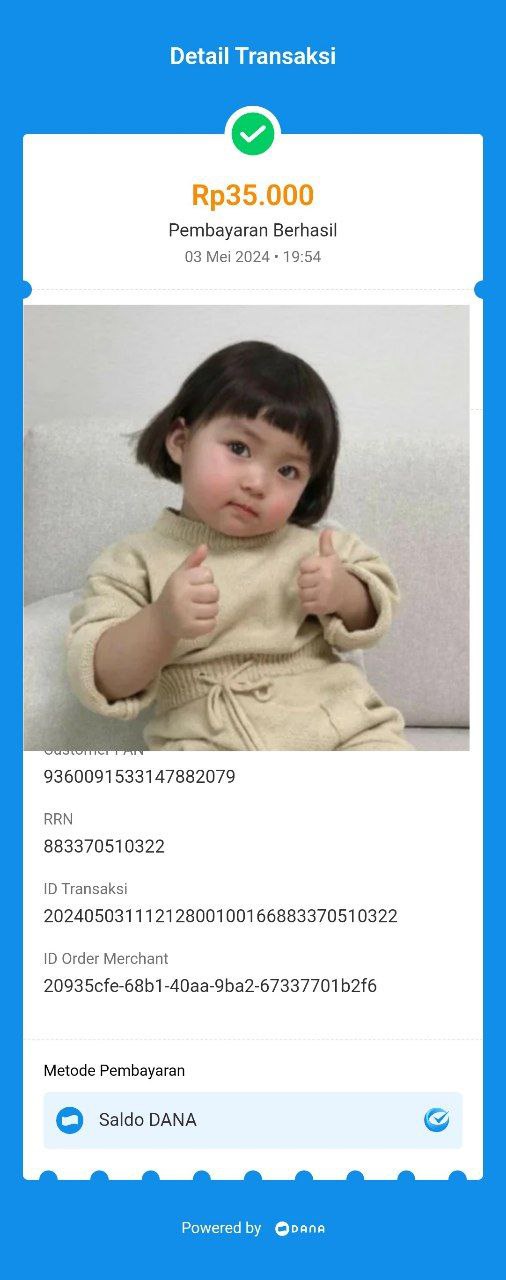 Detail Transaksi
Rp35.000
Pembayaran Berhasil
03 Mei 2024 • 19:54
Customer PAN
9360091533147882079
RRN
883370510322
ID Transaksi
20240503111212800100166883370510322
ID Order Merchant
20935cfe-68b1-40aa-9ba2-67337701b2f6
Metode Pembayaran
Saldo DANA
Powered by DANA